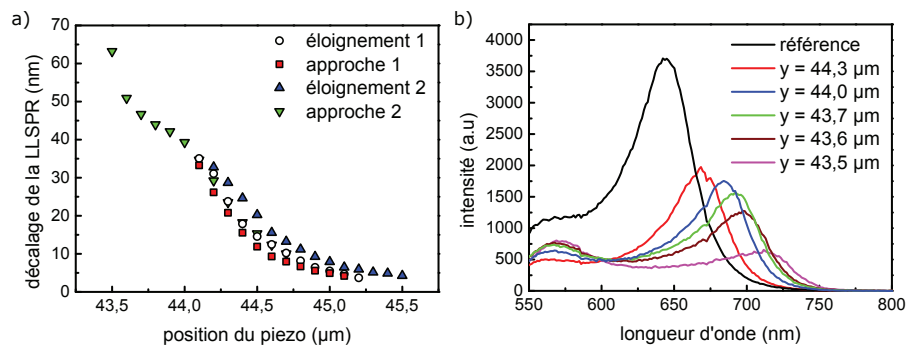 a)
décalage de la LLSPR (nm)
70
60
50
40
30
20
10
0
éloignement 1
approche 1
éloignement 2
approche 2
43,5
44,0
44,5
45,0
45,5
position du piezo (µm)
b)
intensité (a.u)
4000
3500
3000
2500
2000
1500
1000
500
0
référence
y = 44,3 µm
y = 44,0 µm
y = 43,7 µm
y = 43,6 µm
y = 43,5 µm
550
600
650
700
750
800
longueur d'onde (nm)